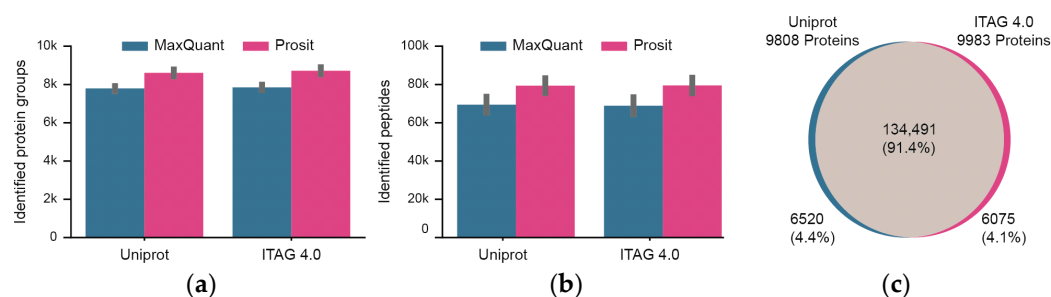 MaxQuant Prosit
10k
8k
6k
4k
2k
0
Identified protein groups
Uniprot ITAG 4.0
(a)
MaxQuant Prosit
100k
80k
60k
40k
20k
0
Identified peptides
Uniprot ITAG 4.0
(b)
Uniprot
9808 Proteins
ITAG 4.0
9983 Proteins
134,491
(91.4%)
6520
(4.4%)
6075
(4.1%)
(c)